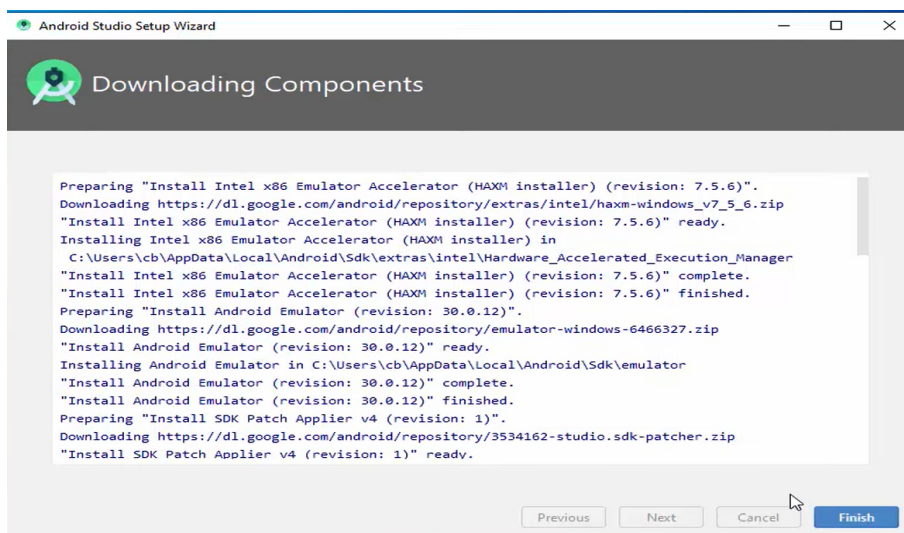 Android Studio Setup Wizard
Downloading Components
Preparing "Install Intel x86 Emulator Accelerator (HAXM installer) (revision: 7.5.6)".
Downloading https://dl.google.com/android/repository/extras/intel/haxm-windows_v7_5_6.zip
"Install Intel x86 Emulator Accelerator (HAXM installer) (revision: 7.5.6)" ready.
Installing Intel x86 Emulator Accelerator (HAXM installer) in
C:\Users\cb\AppData\Local\Android\Sdk\extras\intel\Hardware_Accelerated_Execution_Manager
"Install Intel x86 Emulator Accelerator (HAXM installer) (revision: 7.5.6)" complete.
"Install Intel x86 Emulator Accelerator (HAXM installer) (revision: 7.5.6)" finished.
Preparing "Install Android Emulator (revision: 30.0.12)".
Downloading https://dl.google.com/android/repository/emulator-windows-6466327.zip
"Install Android Emulator (revision: 30.0.12)" ready.
Installing Android Emulator in C:\Users\cb\AppData\Local\Android\Sdk\emulator
"Install Android Emulator (revision: 30.0.12)" complete.
"Install Android Emulator (revision: 30.0.12)" finished.
Preparing "Install SDK Patch Applier v4 (revision: 1)".
Downloading https://dl.google.com/android/repository/3534162-studio.sdk-patcher.zip
"Install SDK Patch Applier v4 (revision: 1)" ready.
Previous Next Cancel Finish